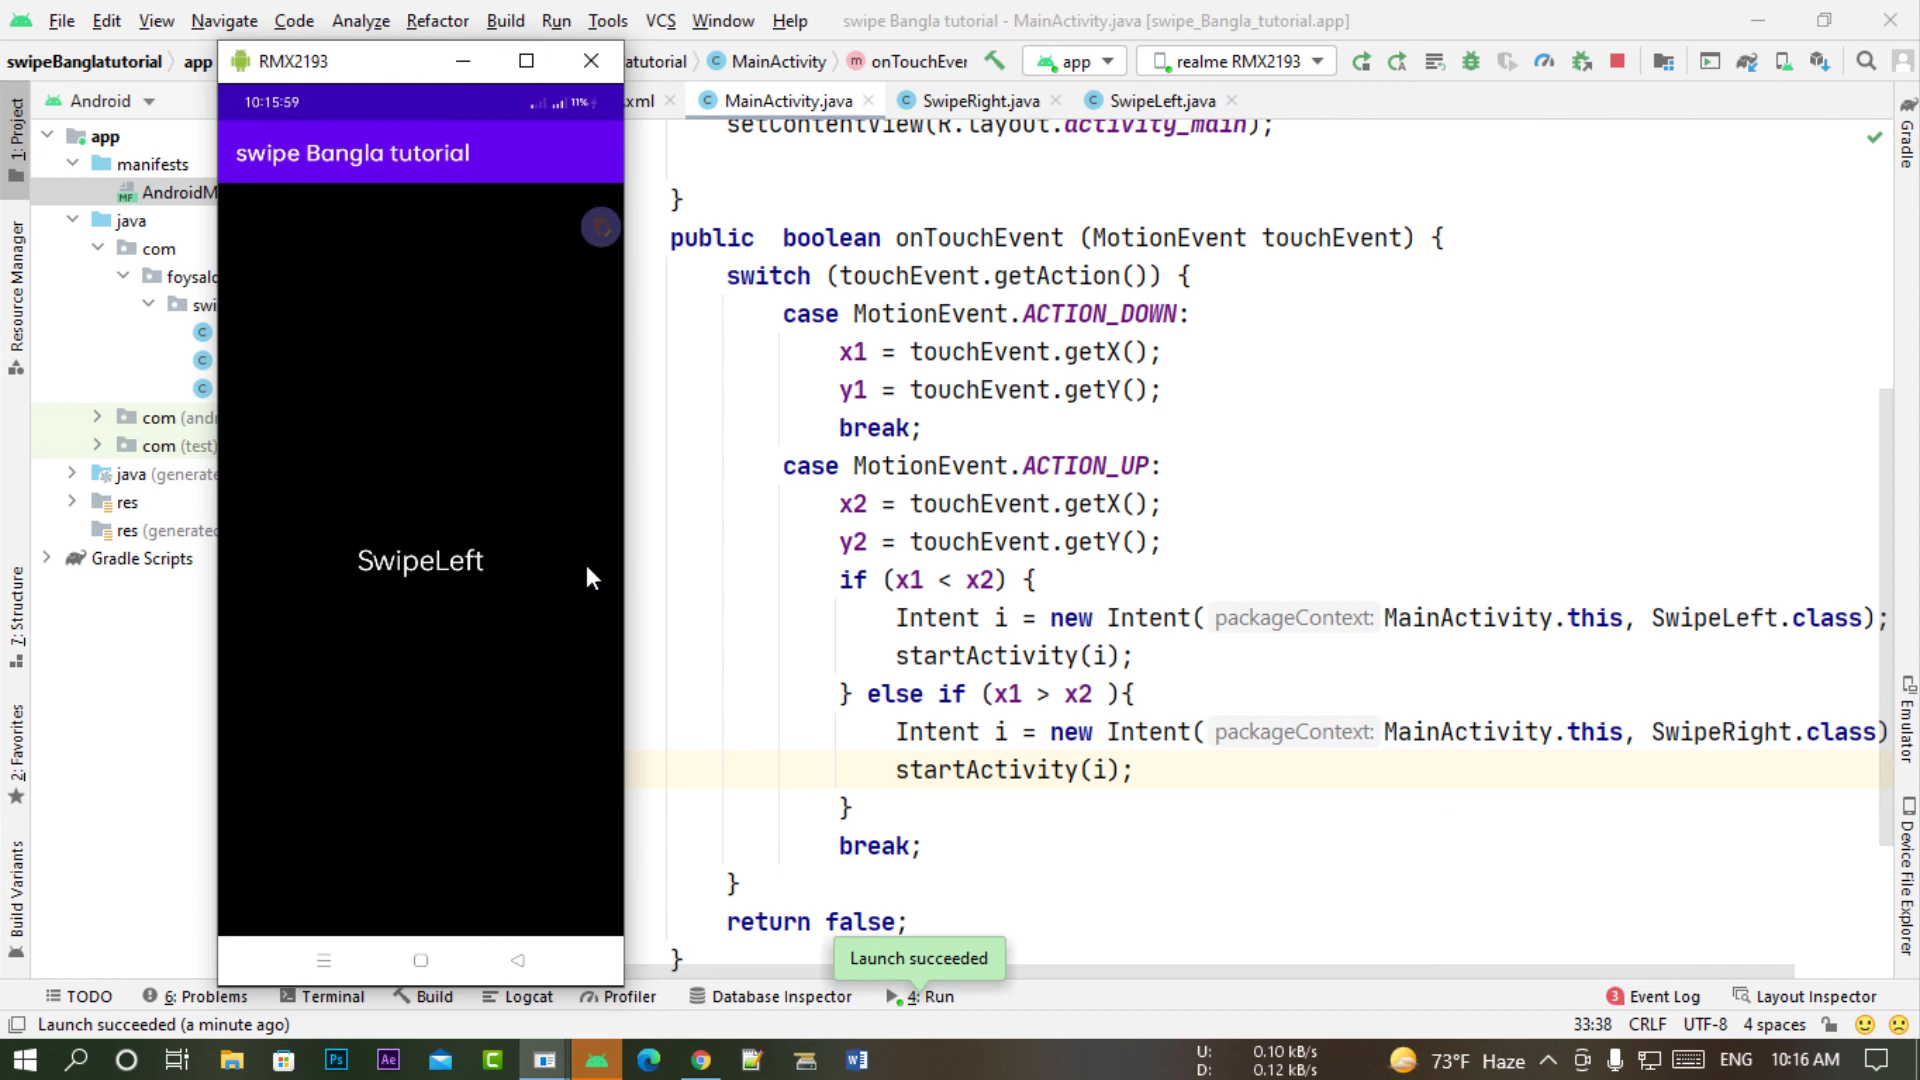 File Edit View Navigate Code Analyze Refactor Build Run Tools VCS Window Help swipe Bangla tutorial - MainActivity.java [swipe_Bangla_tutorial.app]
swipeBanglatutorial app RMX2193 atutorial MainActivity onTouchEver app realme RMX2193
Android .xml MainActivity.java SwipeRight.java SwipeLeft.java
10:15:59 11%
swipe Bangla tutorial
SwipeLeft
1: Project
Resource Manager
7: Structure
2: Favorites
Build Variants
app
manifests
AndroidM
java
com
foysald
swi
com (and
com (test)
java (generate
res
res (generated
Gradle Scripts
setContentView(R.layout.activity_main);
}
public boolean onTouchEvent (MotionEvent touchEvent) {
switch (touchEvent.getAction()) {
case MotionEvent.ACTION_DOWN:
x1 = touchEvent.getX();
y1 = touchEvent.getY();
break;
case MotionEvent.ACTION_UP:
x2 = touchEvent.getX();
y2 = touchEvent.getY();
if (x1 < x2) {
Intent i = new Intent( packageContext: MainActivity.this, SwipeLeft.class);
startActivity(i);
} else if (x1 > x2 ){
Intent i = new Intent( packageContext: MainActivity.this, SwipeRight.class)
startActivity(i);
}
break;
}
return false;
}
Launch succeeded
Gradle
Emulator
Device File Explorer
TODO 6: Problems Terminal Build Logcat Profiler Database Inspector 4: Run 3 Event Log Layout Inspector
Launch succeeded (a minute ago) 33:38 CRLF UTF-8 4 spaces
U: 0.10 kB/s
D: 0.12 kB/s
73°F Haze ENG 10:16 AM